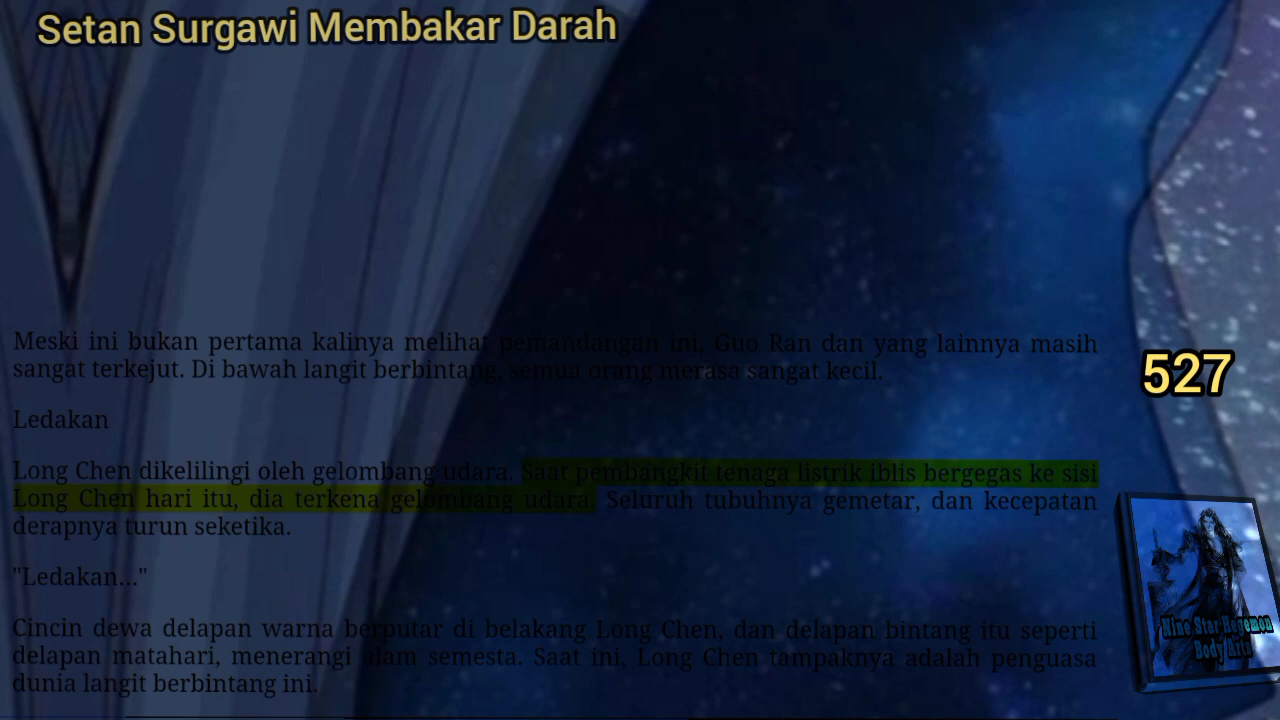 Setan Surgawi Membakar Darah
Meski ini bukan pertama kalinya melihat pemandangan ini, Guo Ran dan yang lainnya masih
sangat terkejut. Di bawah langit berbintang, semua orang merasa sangat kecil.
527
Ledakan
Long Chen dikelilingi oleh gelombang udara. Saat pembangkit tenaga listrik iblis bergegas ke sisi
Long Chen hari itu, dia terkena gelombang udara. Seluruh tubuhnya gemetar, dan kecepatan
derapnya turun seketika.
"Ledakan..."
Cincin dewa delapan warna berputar di belakang Long Chen, dan delapan bintang itu seperti
delapan matahari, menerangi alam semesta. Saat ini, Long Chen tampaknya adalah penguasa
dunia langit berbintang ini.
Nine Star Hegemon
Body Arts